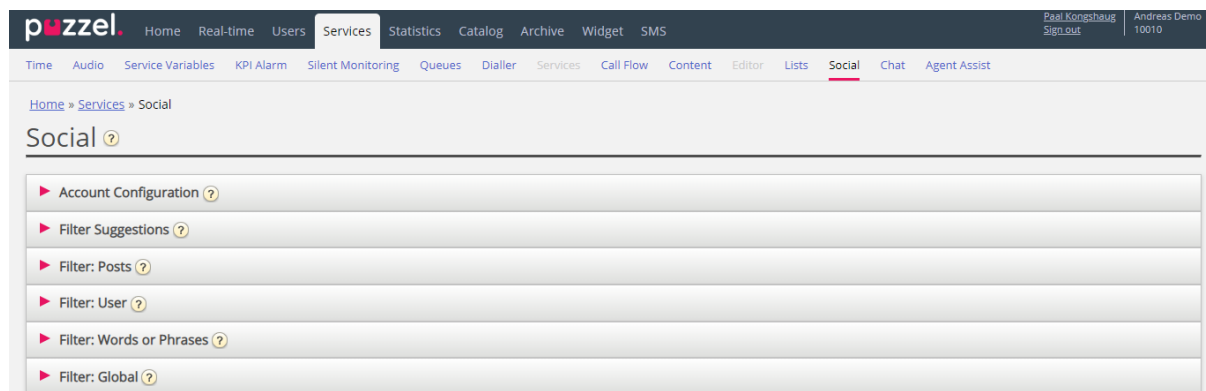 puzzel.
Home Real-time Users Services Statistics Catalog Archive Widget SMS
Paal Kongshaug
Sign out
Andreas Demo
10010
Time Audio Service Variables KPI Alarm Silent Monitoring Queues Dialler Services Call Flow Content Editor Lists Social Chat Agent Assist
Home » Services » Social
Social ?
Account Configuration ?
Filter Suggestions ?
Filter: Posts ?
Filter: User ?
Filter: Words or Phrases ?
Filter: Global ?